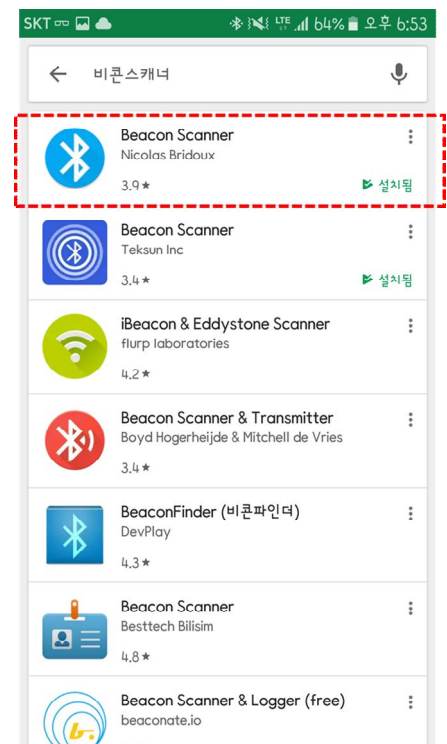 SKT LTE 64% 오후 6:53
비콘스캐너
Beacon Scanner
Nicolas Bridoux
3.9★ 설치됨
Beacon Scanner
Teksun Inc
3.4★ 설치됨
iBeacon & Eddystone Scanner
flurp laboratories
4.2★
Beacon Scanner & Transmitter
Boyd Hogerheijde & Mitchell de Vries
3.4★
BeaconFinder (비콘파인더)
DevPlay
4.3★
Beacon Scanner
Besttech Bilisim
4.8★
Beacon Scanner & Logger (free)
beaconate.io